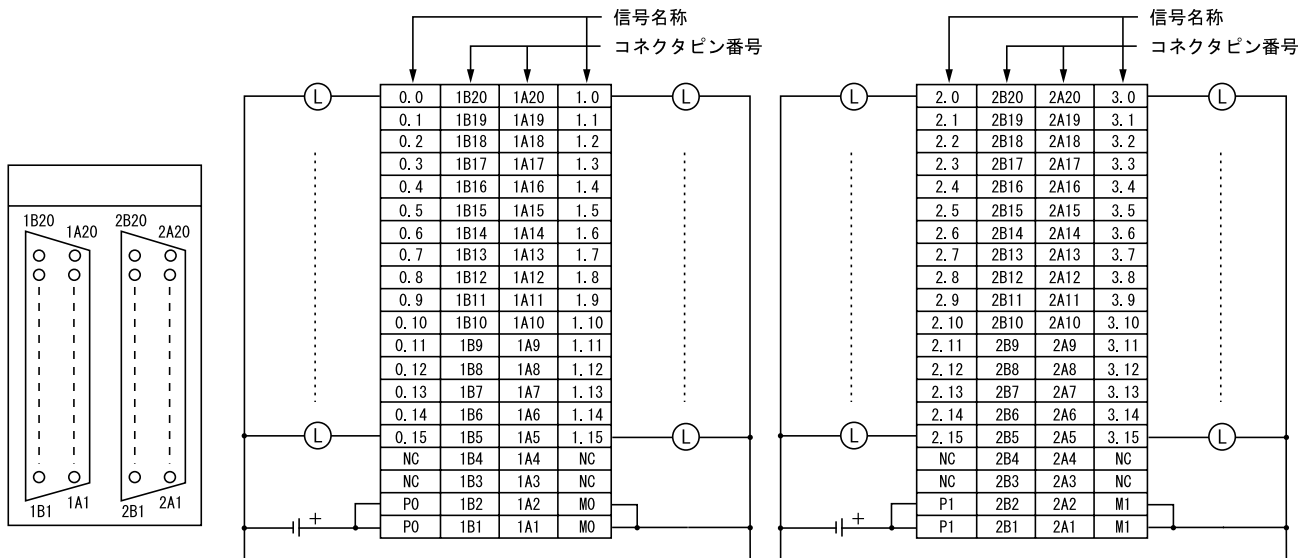 信号名称
コネクタピン番号
信号名称
コネクタピン番号
1B20 1A20 2B20 2A20
1B1 1A1 2B1 2A1
L 0.0 1B20 1A20 1.0 L
0.1 1B19 1A19 1.1
0.2 1B18 1A18 1.2
0.3 1B17 1A17 1.3
0.4 1B16 1A16 1.4
0.5 1B15 1A15 1.5
0.6 1B14 1A14 1.6
0.7 1B13 1A13 1.7
0.8 1B12 1A12 1.8
0.9 1B11 1A11 1.9
0.10 1B10 1A10 1.10
0.11 1B9 1A9 1.11
0.12 1B8 1A8 1.12
0.13 1B7 1A7 1.13
0.14 1B6 1A6 1.14
L 0.15 1B5 1A5 1.15 L
NC 1B4 1A4 NC
NC 1B3 1A3 NC
P0 1B2 1A2 M0
+ P0 1B1 1A1 M0
L 2.0 2B20 2A20 3.0 L
2.1 2B19 2A19 3.1
2.2 2B18 2A18 3.2
2.3 2B17 2A17 3.3
2.4 2B16 2A16 3.4
2.5 2B15 2A15 3.5
2.6 2B14 2A14 3.6
2.7 2B13 2A13 3.7
2.8 2B12 2A12 3.8
2.9 2B11 2A11 3.9
2.10 2B10 2A10 3.10
2.11 2B9 2A9 3.11
2.12 2B8 2A8 3.12
2.13 2B7 2A7 3.13
2.14 2B6 2A6 3.14
L 2.15 2B5 2A5 3.15 L
NC 2B4 2A4 NC
NC 2B3 2A3 NC
P1 2B2 2A2 M1
+ P1 2B1 2A1 M1